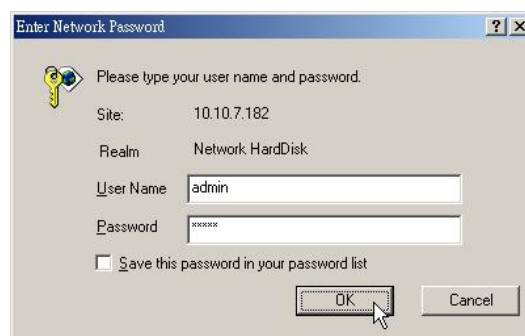 Enter Network Password
Please type your user name and password.
Site: 10.10.7.182
Realm Network HardDisk
User Name admin
Password *****
Save this password in your password list
OK Cancel